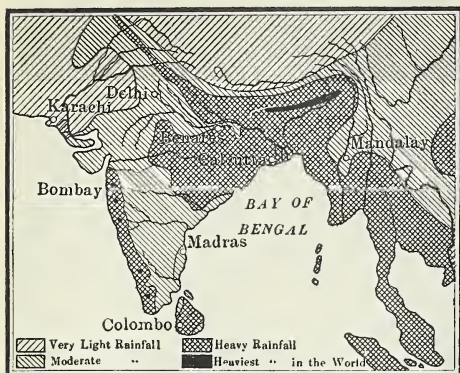 Delhi
Karachi
Benares
Calcutta
Mandalay
Bombay
BAY OF
BENGAL
Madras
Colombo
Very Light Rainfall
Heavy Rainfall
Moderate "
Heaviest " in the World